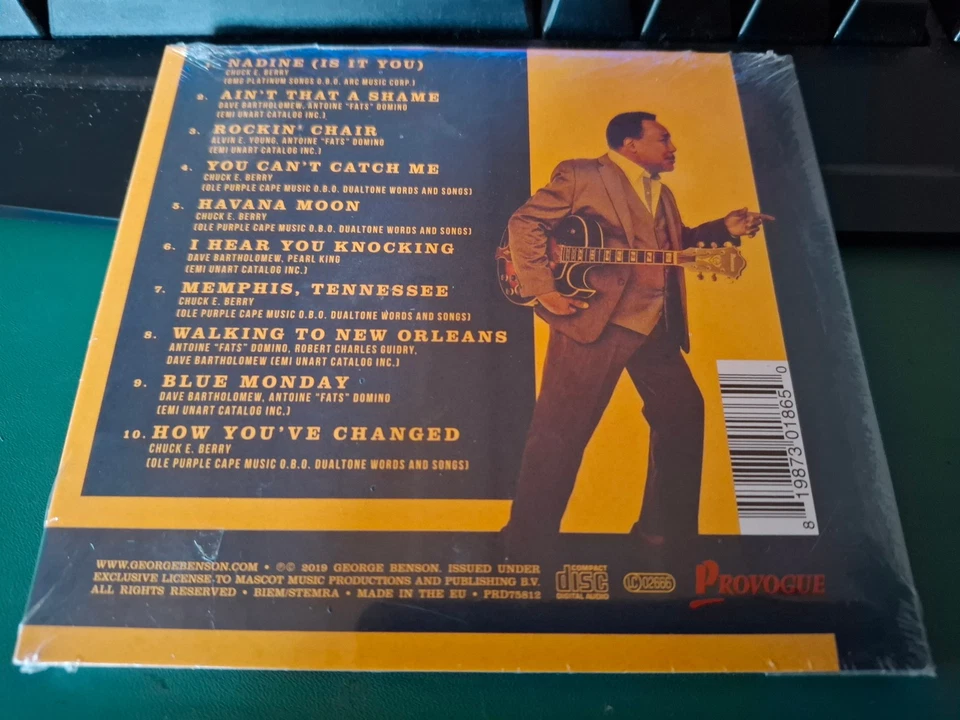 NADINE (IS IT YOU)
CHUCK E. BERRY
(BMG PLATINUM SONGS O.B.O. ARC MUSIC CORP.)
2. AIN'T THAT A SHAME
DAVE BARTHOLOMEW, ANTOINE "FATS" DOMINO
(EMI UNART CATALOG INC.)
3. ROCKIN' CHAIR
ALVIN E. YOUNG, ANTOINE "FATS" DOMINO
(EMI UNART CATALOG INC.)
4. YOU CAN'T CATCH ME
CHUCK E. BERRY
(OLE PURPLE CAPE MUSIC O.B.O. DUALTONE WORDS AND SONGS)
5. HAVANA MOON
CHUCK E. BERRY
(OLE PURPLE CAPE MUSIC O.B.O. DUALTONE WORDS AND SONGS)
6. I HEAR YOU KNOCKING
DAVE BARTHOLOMEW, PEARL KING
(EMI UNART CATALOG INC.)
7. MEMPHIS, TENNESSEE
CHUCK E. BERRY
(OLE PURPLE CAPE MUSIC O.B.O. DUALTONE WORDS AND SONGS)
8. WALKING TO NEW ORLEANS
ANTOINE "FATS" DOMINO, ROBERT CHARLES GUIDRY,
DAVE BARTHOLOMEW (EMI UNART CATALOG INC.)
9. BLUE MONDAY
DAVE BARTHOLOMEW, ANTOINE "FATS" DOMINO
(EMI UNART CATALOG INC.)
10. HOW YOU'VE CHANGED
CHUCK E. BERRY
(OLE PURPLE CAPE MUSIC O.B.O. DUALTONE WORDS AND SONGS)
8 19873 01865 0
WWW.GEORGEBENSON.COM • ℗© 2019 GEORGE BENSON. ISSUED UNDER
EXCLUSIVE LICENSE TO MASCOT MUSIC PRODUCTIONS AND PUBLISHING B.V.
ALL RIGHTS RESERVED • BIEM/STEMRA • MADE IN THE EU • PRD75812
COMPACT
disc
DIGITAL AUDIO
LC 02666
PROVOGUE